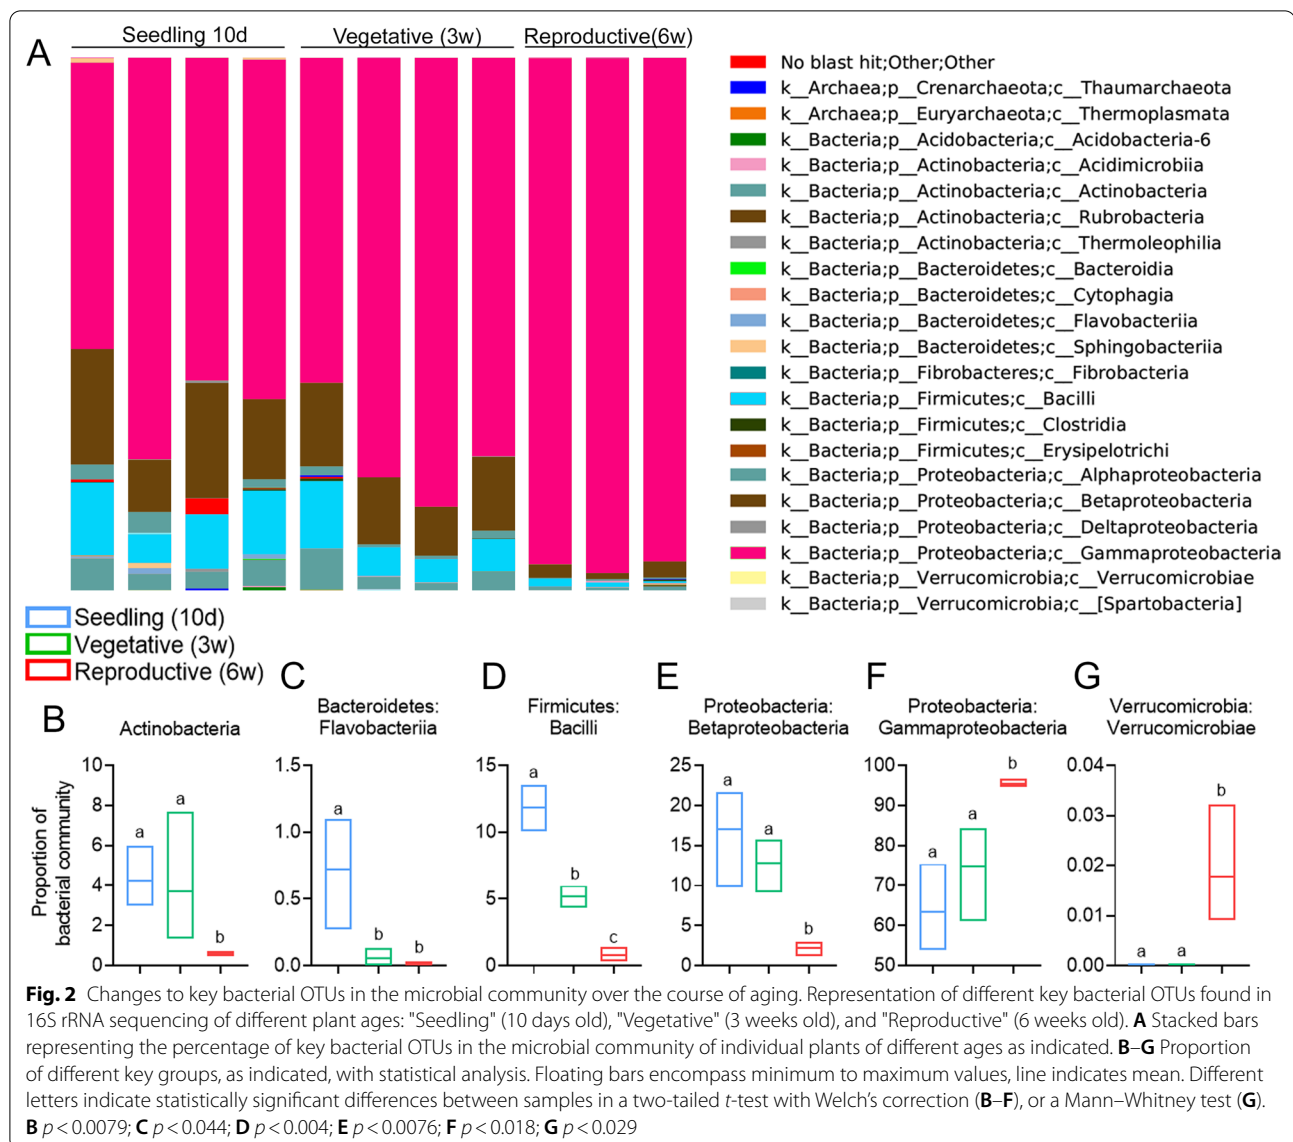 A
Seedling 10d
Vegetative (3w)
Reproductive(6w)
No blast hit;Other;Other
k__Archaea;p__Crenarchaeota;c__Thaumarchaeota
k__Archaea;p__Euryarchaeota;c__Thermoplasmata
k__Bacteria;p__Acidobacteria;c__Acidobacteria-6
k__Bacteria;p__Actinobacteria;c__Acidimicrobiia
k__Bacteria;p__Actinobacteria;c__Actinobacteria
k__Bacteria;p__Actinobacteria;c__Rubrobacteria
k__Bacteria;p__Actinobacteria;c__Thermoleophilia
k__Bacteria;p__Bacteroidetes;c__Bacteroidia
k__Bacteria;p__Bacteroidetes;c__Cytophagia
k__Bacteria;p__Bacteroidetes;c__Flavobacteriia
k__Bacteria;p__Bacteroidetes;c__Sphingobacteriia
k__Bacteria;p__Fibrobacteres;c__Fibrobacteria
k__Bacteria;p__Firmicutes;c__Bacilli
k__Bacteria;p__Firmicutes;c__Clostridia
k__Bacteria;p__Firmicutes;c__Erysipelotrichi
k__Bacteria;p__Proteobacteria;c__Alphaproteobacteria
k__Bacteria;p__Proteobacteria;c__Betaproteobacteria
k__Bacteria;p__Proteobacteria;c__Deltaproteobacteria
k__Bacteria;p__Proteobacteria;c__Gammaproteobacteria
k__Bacteria;p__Verrucomicrobia;c__Verrucomicrobiae
k__Bacteria;p__Verrucomicrobia;c__[Spartobacteria]
Seedling (10d)
Vegetative (3w)
Reproductive (6w)
B
Actinobacteria
Proportion of
bacterial community
10
8
6
4
2
0
a
a
b
C
Bacteroidetes:
Flavobacteriia
1.5
1.0
0.5
0.0
a
b
b
D
Firmicutes:
Bacilli
15
10
5
0
a
b
c
E
Proteobacteria:
Betaproteobacteria
25
20
15
10
5
0
a
a
b
F
Proteobacteria:
Gammaproteobacteria
100
90
80
70
60
50
a
a
b
G
Verrucomicrobia:
Verrucomicrobiae
0.04
0.03
0.02
0.01
0.00
a
a
b
Fig. 2 Changes to key bacterial OTUs in the microbial community over the course of aging. Representation of different key bacterial OTUs found in
16S rRNA sequencing of different plant ages: "Seedling" (10 days old), "Vegetative" (3 weeks old), and "Reproductive" (6 weeks old). A Stacked bars
representing the percentage of key bacterial OTUs in the microbial community of individual plants of different ages as indicated. B–G Proportion
of different key groups, as indicated, with statistical analysis. Floating bars encompass minimum to maximum values, line indicates mean. Different
letters indicate statistically significant differences between samples in a two-tailed t-test with Welch's correction (B–F), or a Mann–Whitney test (G).
B p < 0.0079; C p < 0.044; D p < 0.004; E p < 0.0076; F p < 0.018; G p < 0.029